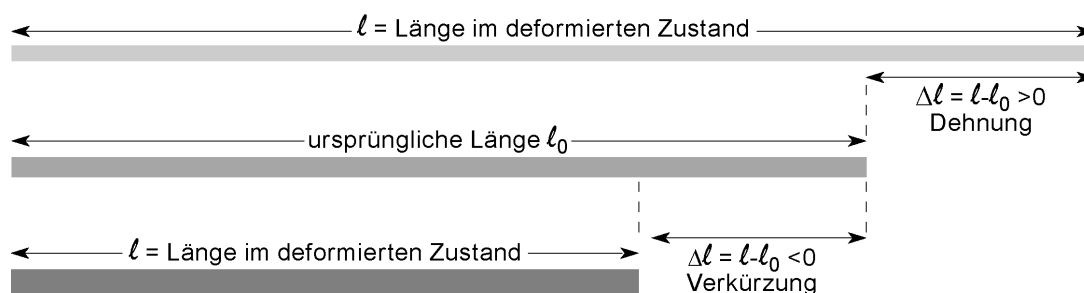 ℓ = Länge im deformierten Zustand
Δℓ = ℓ-ℓ₀ >0
Dehnung
ursprüngliche Länge ℓ₀
ℓ = Länge im deformierten Zustand
Δℓ = ℓ-ℓ₀ <0
Verkürzung